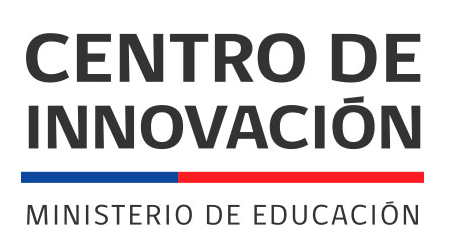 CENTRO DE
INNOVACIÓN
MINISTERIO DE EDUCACIÓN